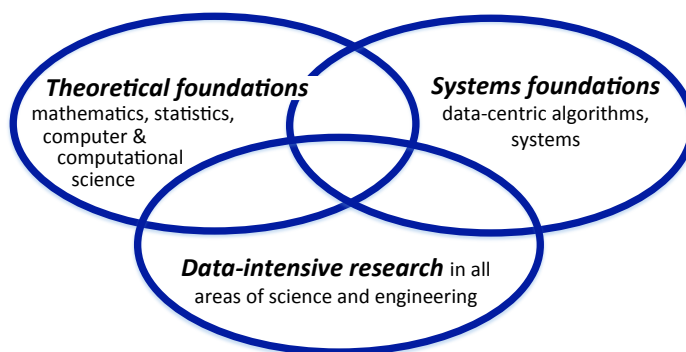 Theoretical foundations
mathematics, statistics,
computer &
computational
science
Systems foundations
data-centric algorithms,
systems
Data-intensive research in all
areas of science and engineering